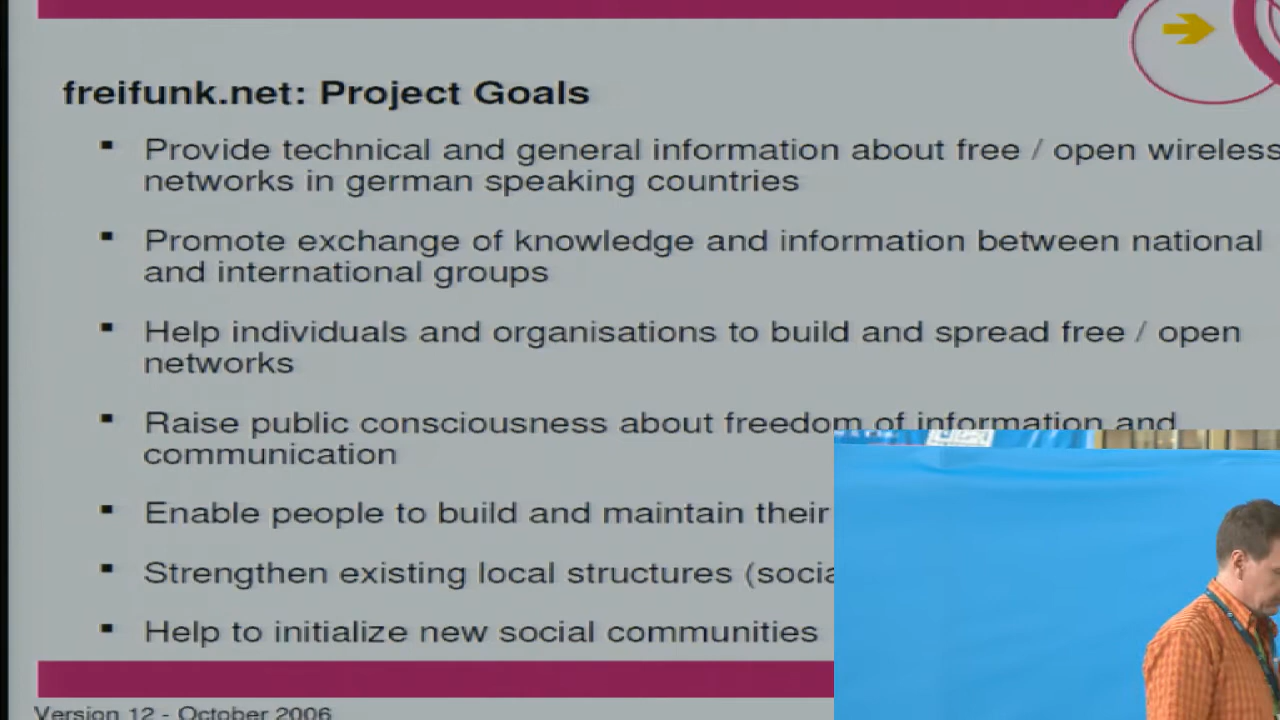 freifunk.net: Project Goals
Provide technical and general information about free / open wireless
networks in german speaking countries
Promote exchange of knowledge and information between national
and international groups
Help individuals and organisations to build and spread free / open
networks
Raise public consciousness about freedom of information and
communication
Enable people to build and maintain their
Strengthen existing local structures (socia
Help to initialize new social communities
Version 12 - October 2006